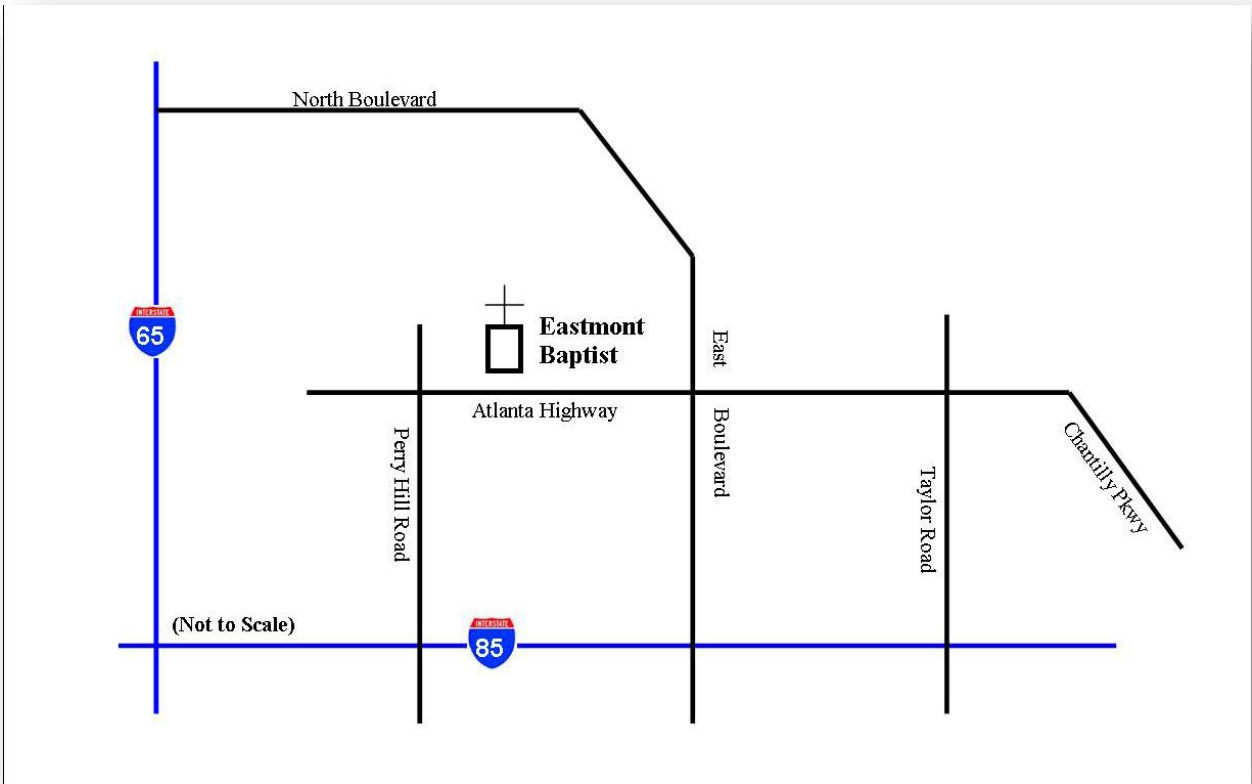 North Boulevard
INTERSTATE
65
Eastmont
Baptist
East
Boulevard
Atlanta Highway
Perry Hill Road
Taylor Road
Chantilly Pkwy
(Not to Scale)
INTERSTATE
85